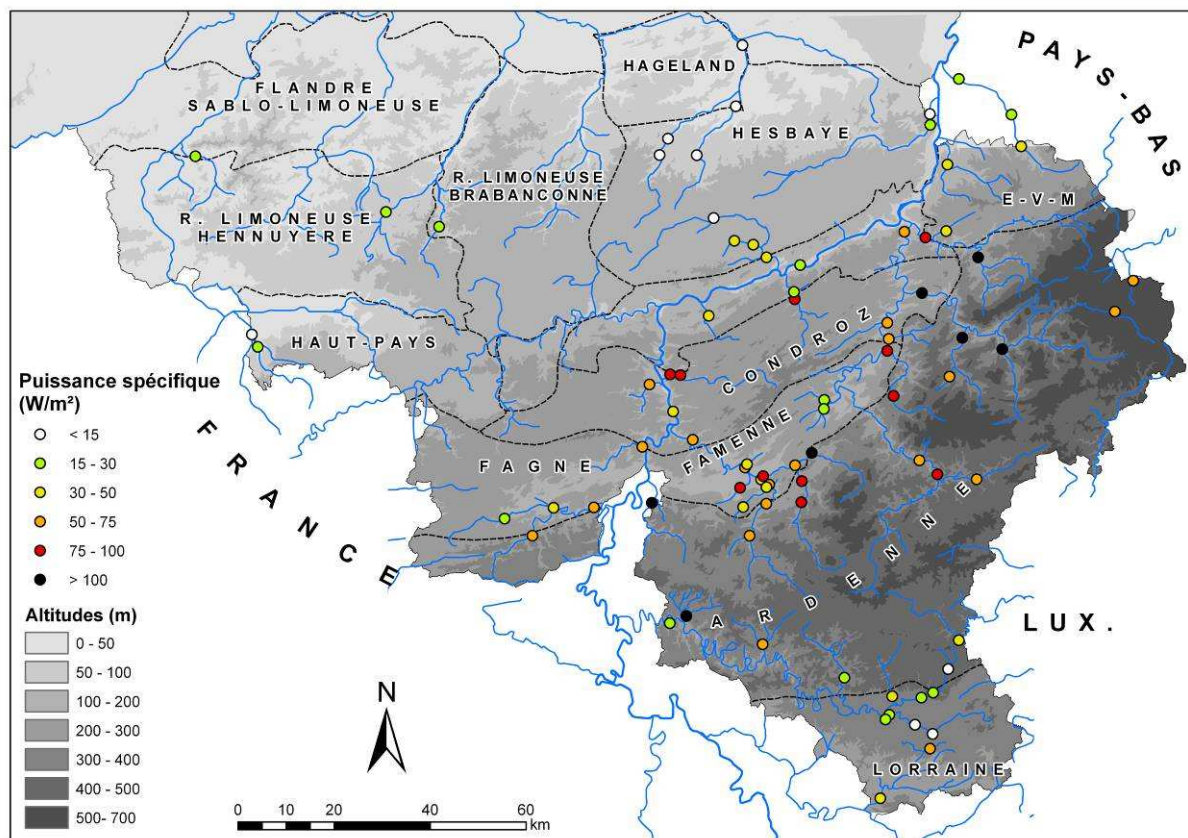 PAYS-BAS
HAGELAND
FLANDRE
SABLO-LIMONEUSE
HESBAYE
R. LIMONEUSE
BRABANCONNE
E-V-M
R. LIMONEUSE
HENNUYÈRE
HAUT-PAYS
CONDROZ
FAMENNE
FAGNE
ARDENNE
FRANCE
LUX.
LORRAINE
Puissance spécifique
(W/m²)
< 15
15 - 30
30 - 50
50 - 75
75 - 100
> 100
Altitudes (m)
0 - 50
50 - 100
100 - 200
200 - 300
300 - 400
400 - 500
500- 700
N
0 10 20 40 60
km